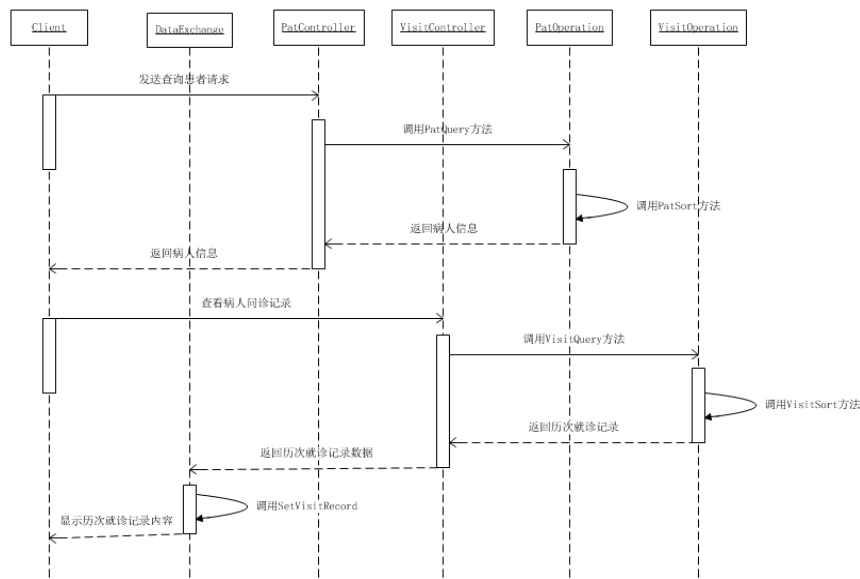 Client
DataExchange
PatController
VisitController
PatOperation
VisitOperation
发送查询患者请求
调用PatQuery方法
调用PatSort方法
返回病人信息
返回病人信息
查看病人问诊记录
调用VisitQuery方法
调用VisitSort方法
返回历次就诊记录
返回历次就诊记录数据
调用SetVisitRecord
显示历次就诊记录内容